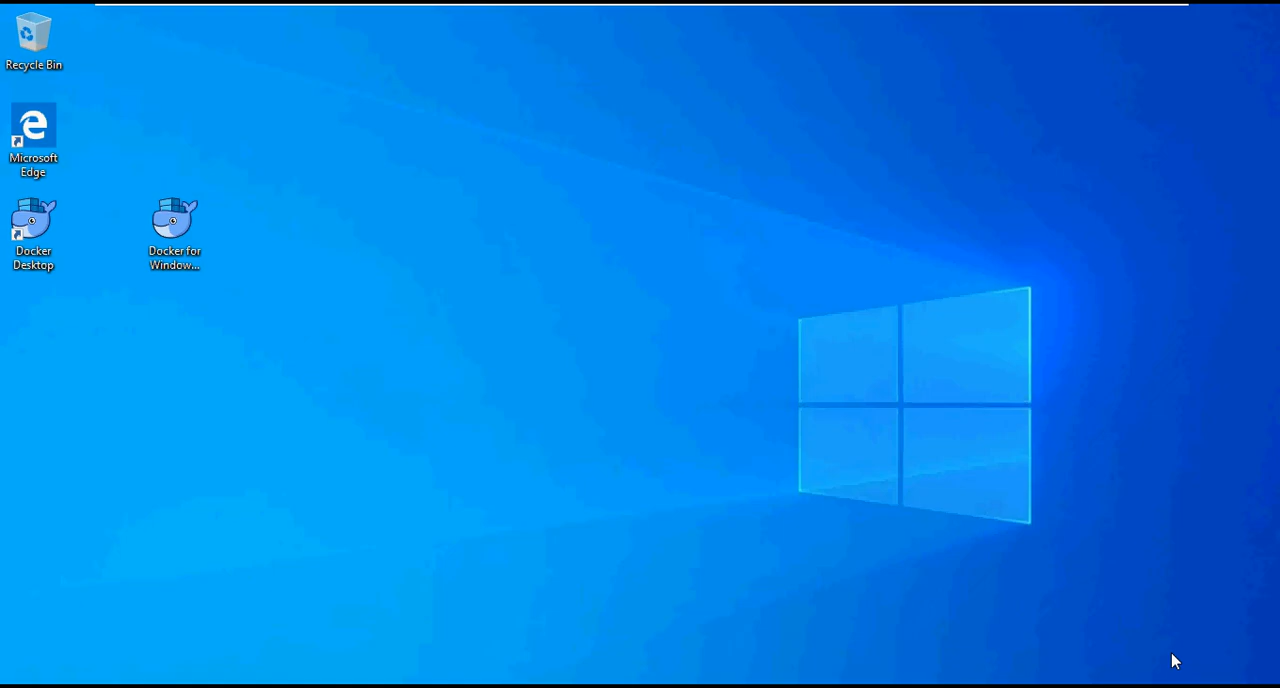 Recycle Bin
Microsoft
Edge
Docker
Desktop
Docker for
Window...